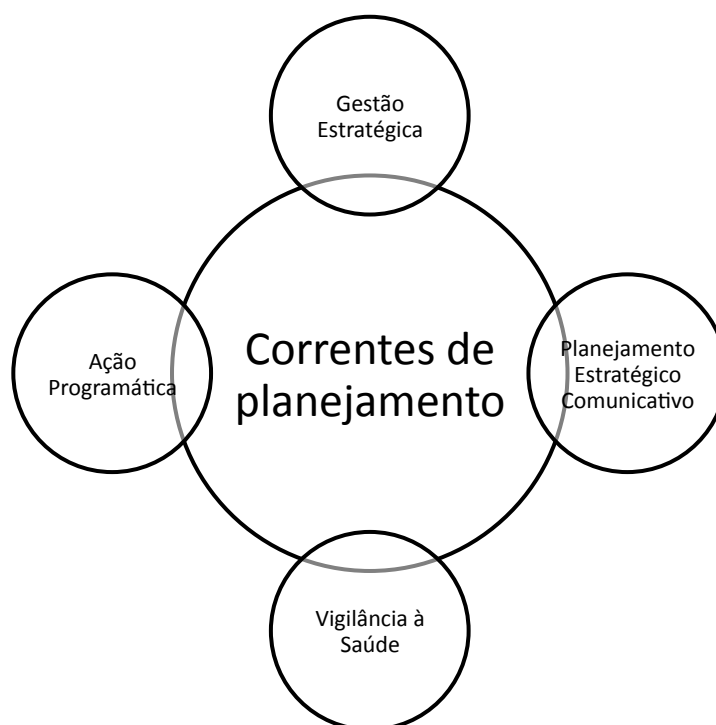 Gestão
Estratégica
Ação
Programática
Correntes de
planejamento
Planejamento
Estratégico
Comunicativo
Vigilância à
Saúde